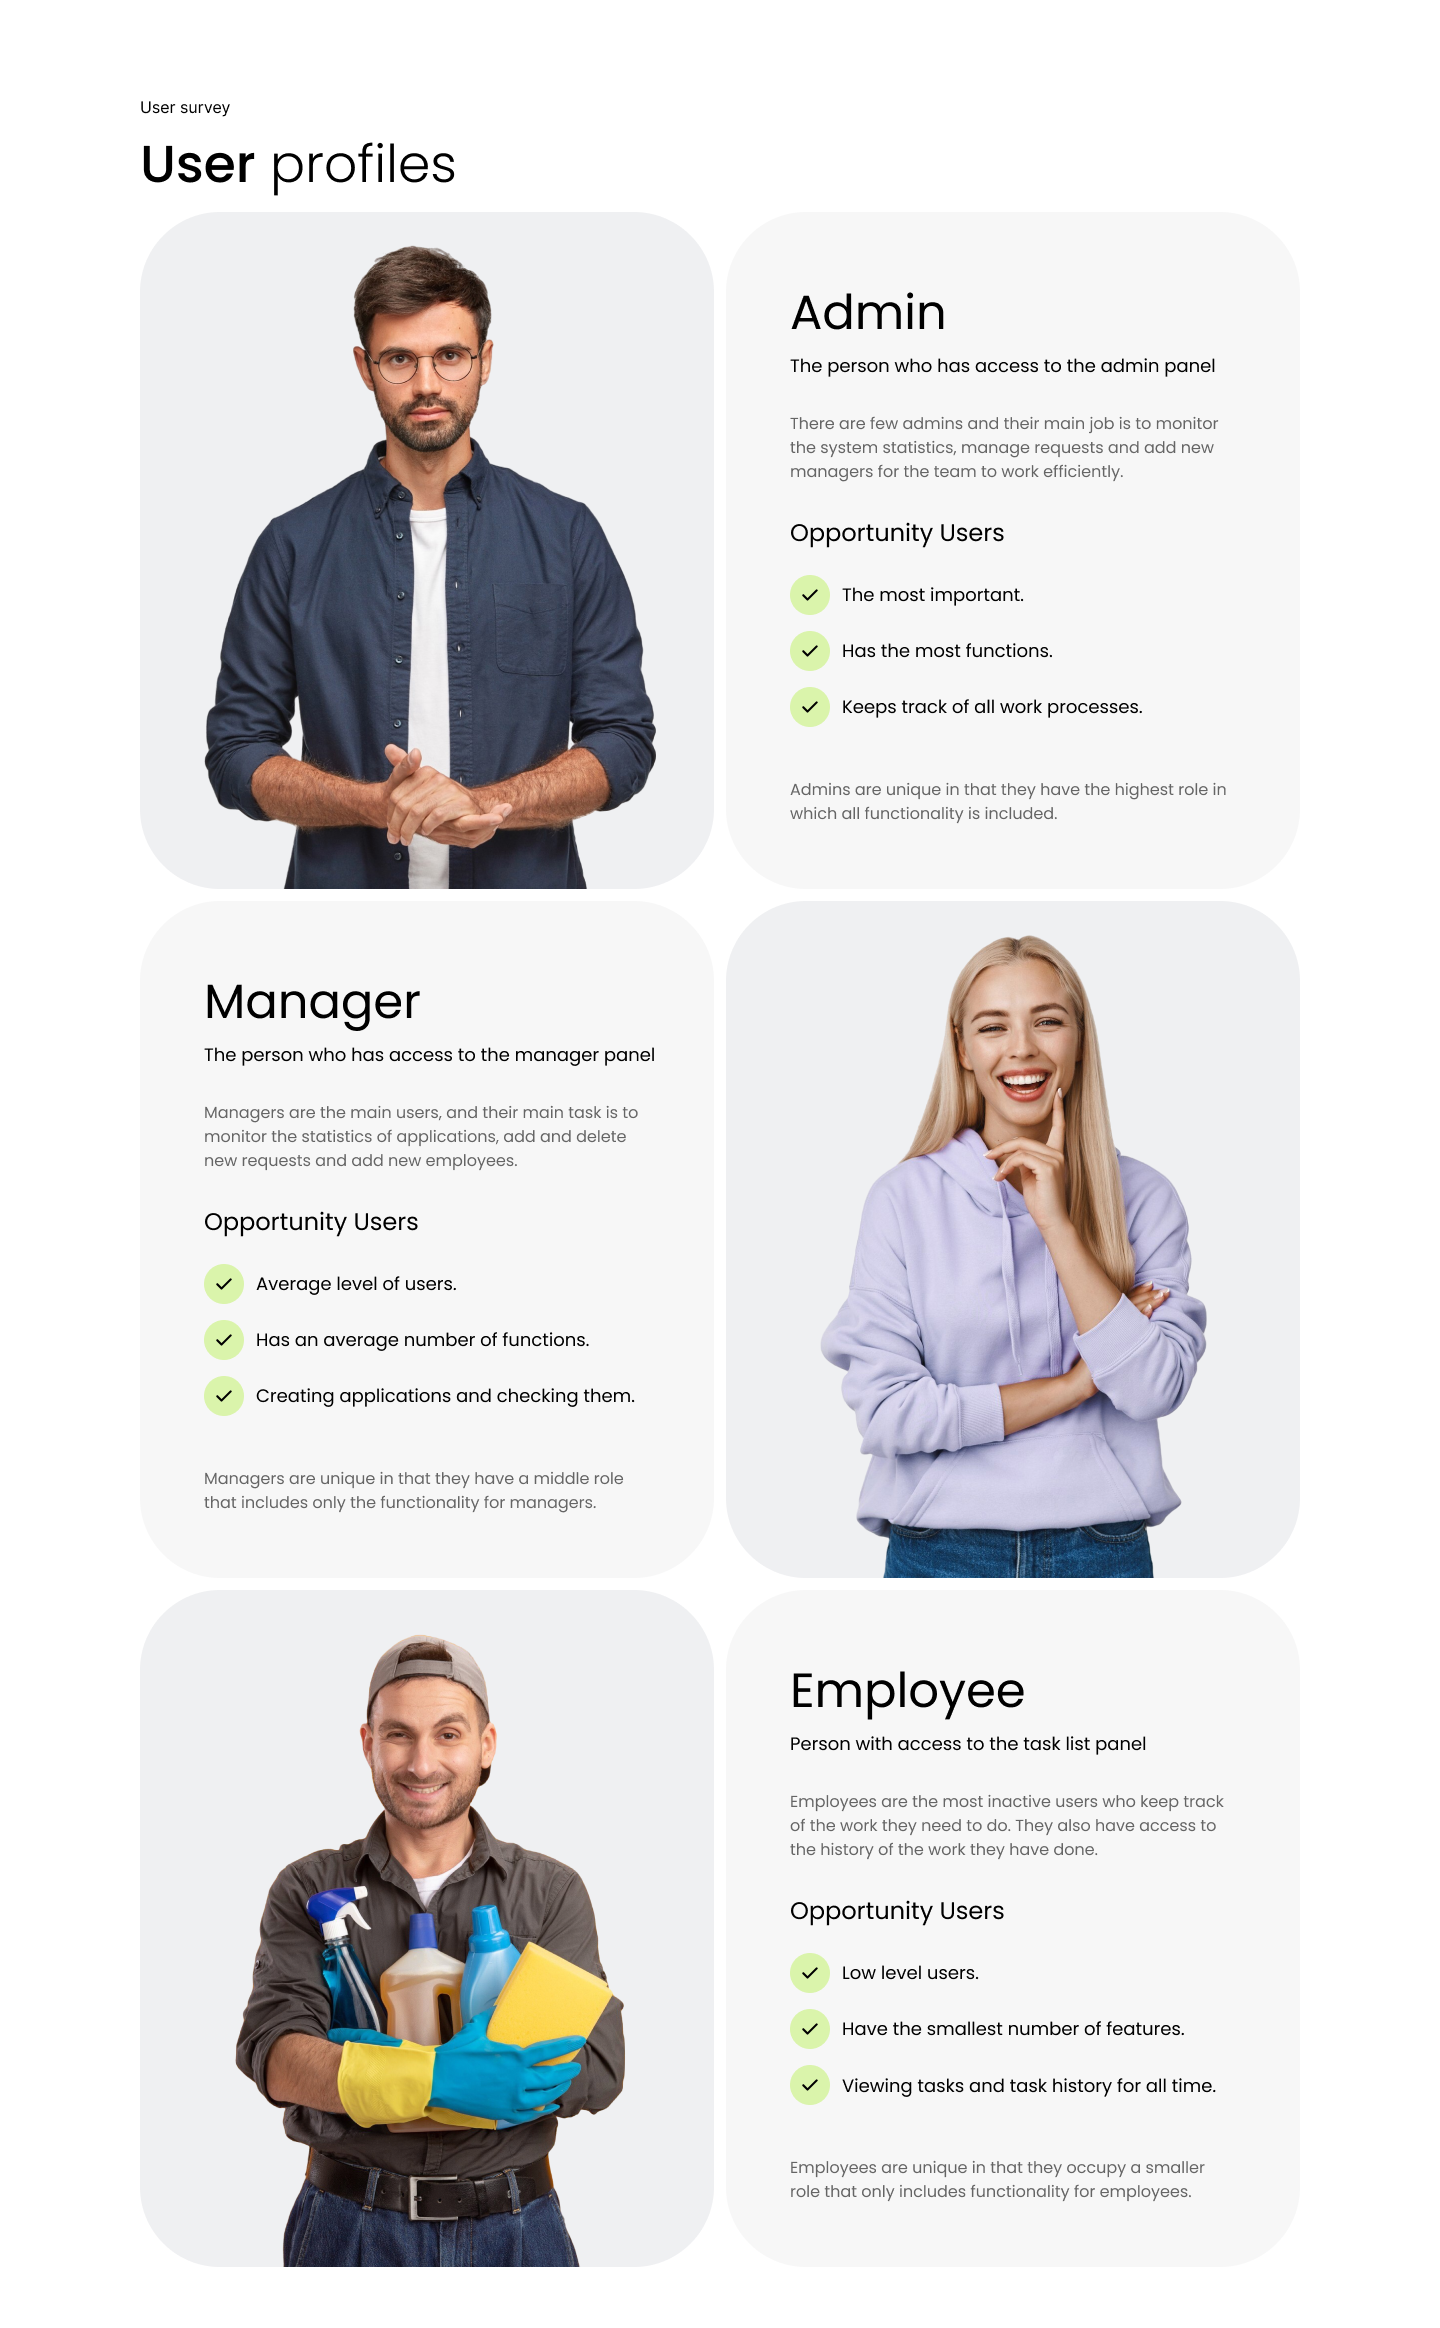 User survey
User profiles
Admin
The person who has access to the admin panel
There are few admins and their main job is to monitor
the system statistics, manage requests and add new
managers for the team to work efficiently.
Opportunity Users
The most important.
Has the most functions.
Keeps track of all work processes.
Admins are unique in that they have the highest role in
which all functionality is included.
Manager
The person who has access to the manager panel
Managers are the main users, and their main task is to
monitor the statistics of applications, add and delete
new requests and add new employees.
Opportunity Users
Average level of users.
Has an average number of functions.
Creating applications and checking them.
Managers are unique in that they have a middle role
that includes only the functionality for managers.
Employee
Person with access to the task list panel
Employees are the most inactive users who keep track
of the work they need to do. They also have access to
the history of the work they have done.
Opportunity Users
Low level users.
Have the smallest number of features.
Viewing tasks and task history for all time.
Employees are unique in that they occupy a smaller
role that only includes functionality for employees.